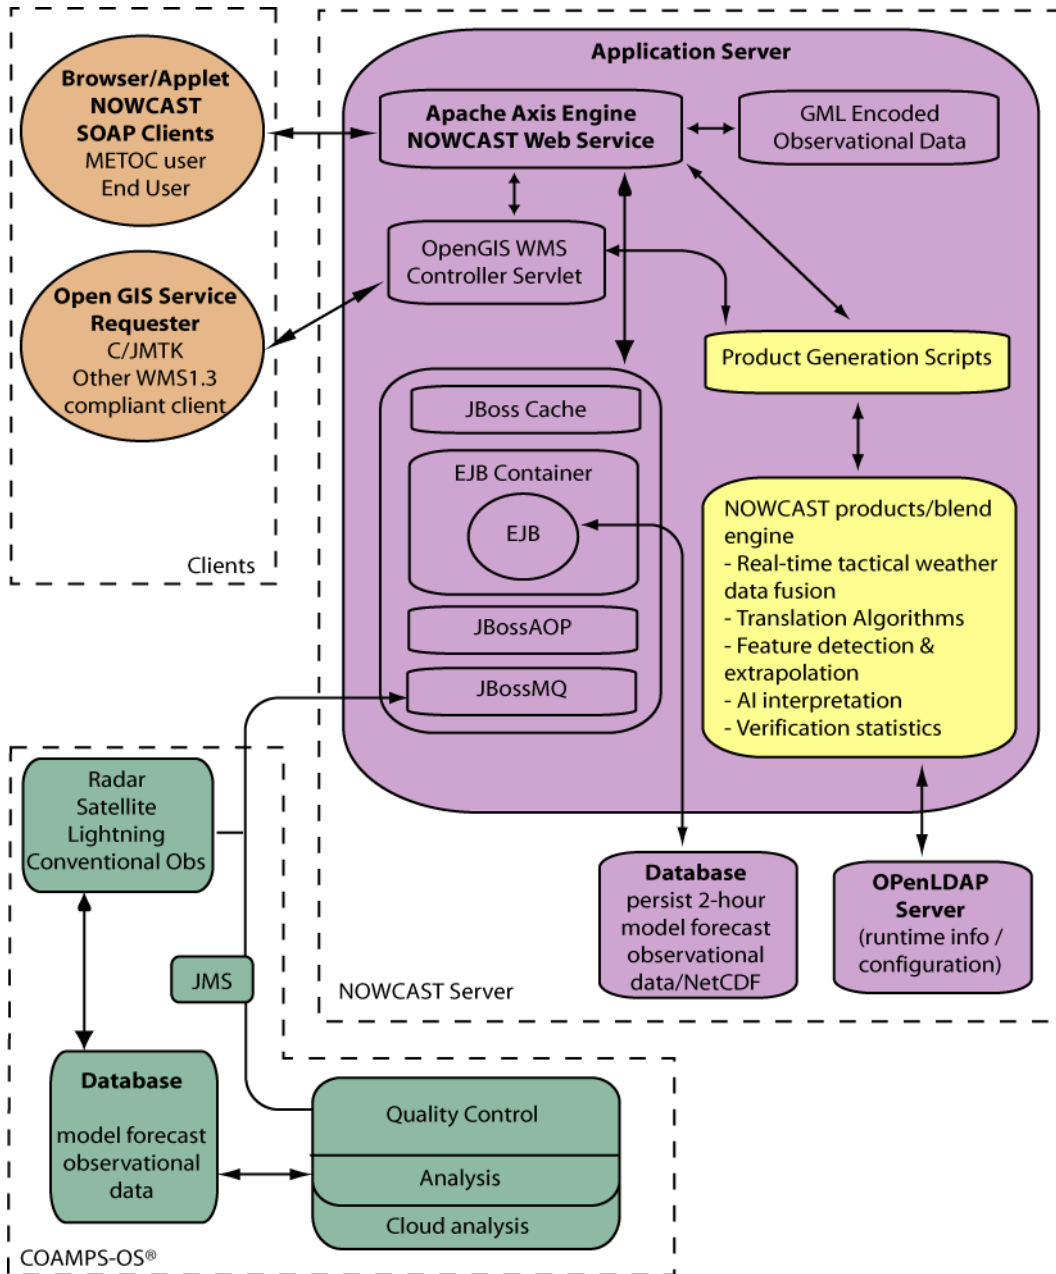 Browser/Applet
NOWCAST
SOAP Clients
METOC user
End User
Open GIS Service
Requester
C/JMTK
Other WMS1.3
compliant client
Clients
Application Server
Apache Axis Engine
NOWCAST Web Service
GML Encoded
Observational Data
OpenGIS WMS
Controller Servlet
Product Generation Scripts
JBoss Cache
EJB Container
EJB
JBossAOP
JBossMQ
NOWCAST products/blend
engine
- Real-time tactical weather
data fusion
- Translation Algorithms
- Feature detection &
extrapolation
- AI interpretation
- Verification statistics
Database
persist 2-hour
model forecast
observational
data/NetCDF
OPenLDAP
Server
(runtime info /
configuration)
NOWCAST Server
Radar
Satellite
Lightning
Conventional Obs
JMS
Database
model forecast
observational
data
Quality Control
Analysis
Cloud analysis
COAMPS-OS®